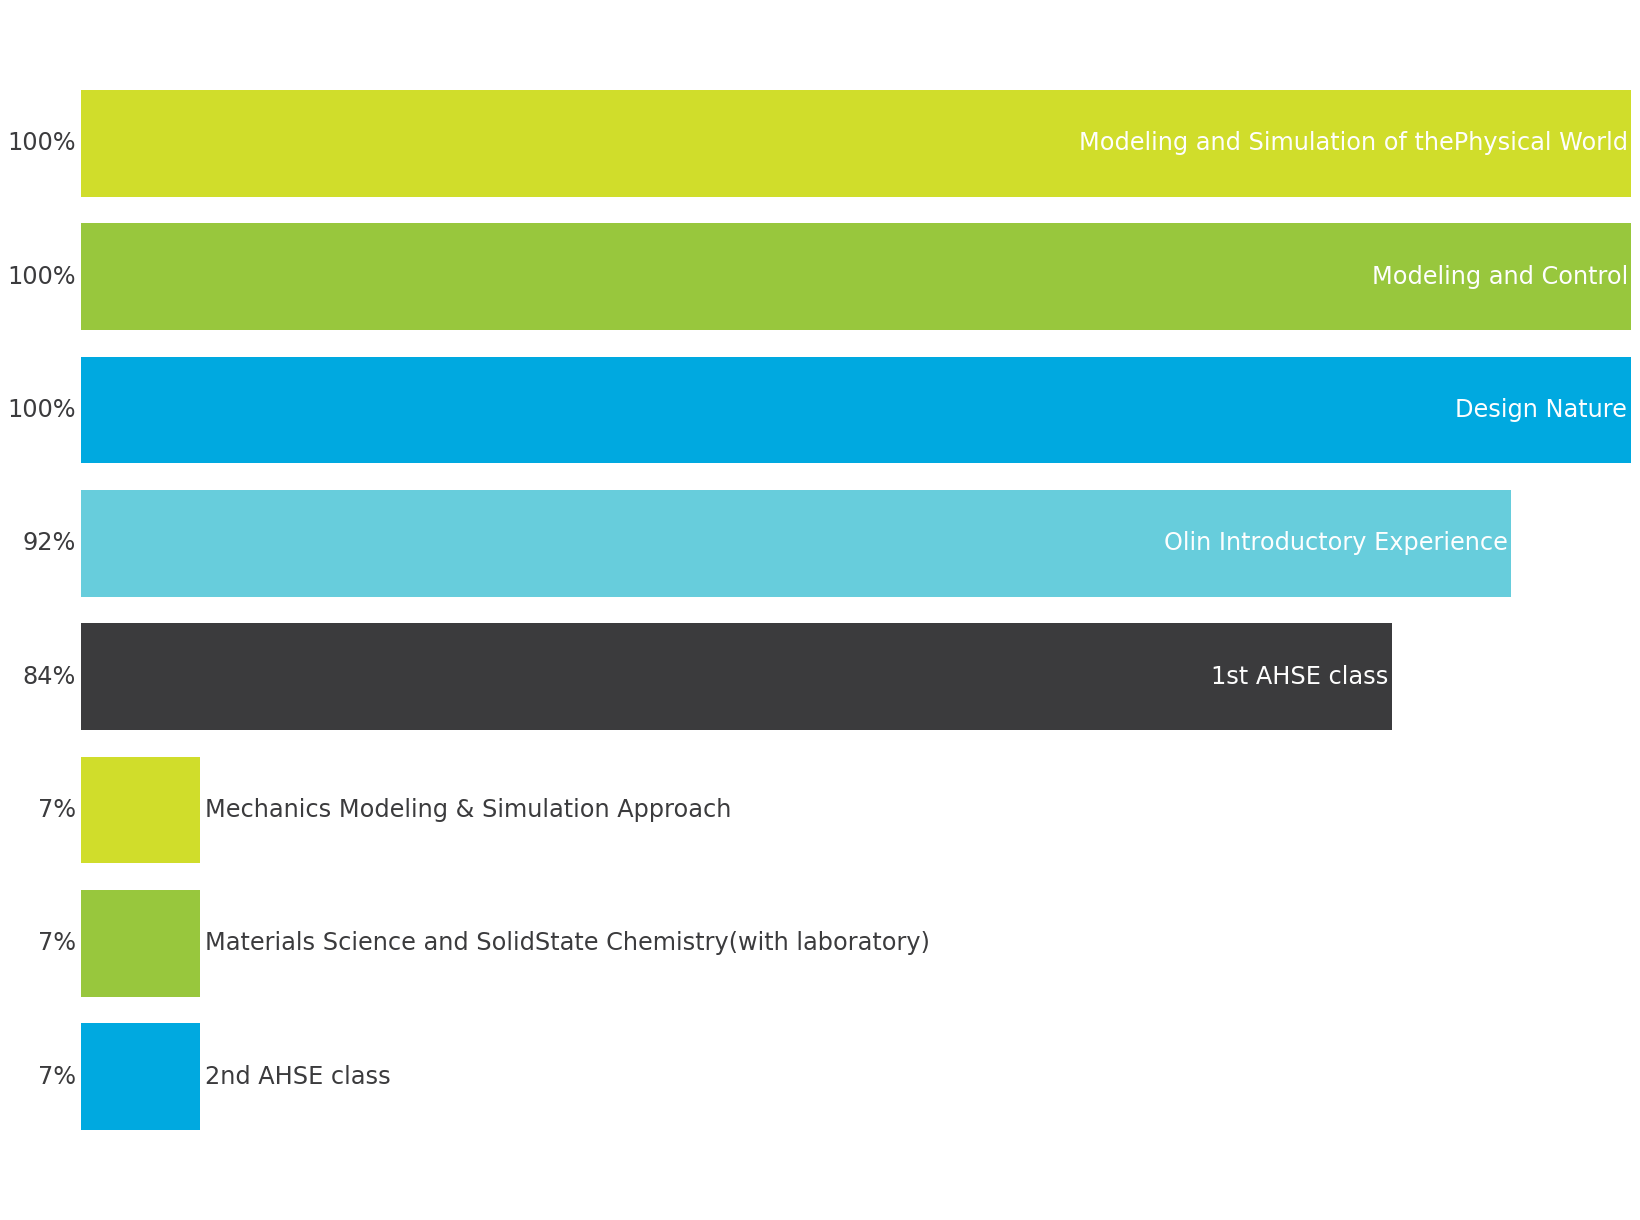 100% Modeling and Simulation of thePhysical World
100% Modeling and Control
100% Design Nature
92% Olin Introductory Experience
84% 1st AHSE class
7% Mechanics Modeling & Simulation Approach
7% Materials Science and SolidState Chemistry(with laboratory)
7% 2nd AHSE class